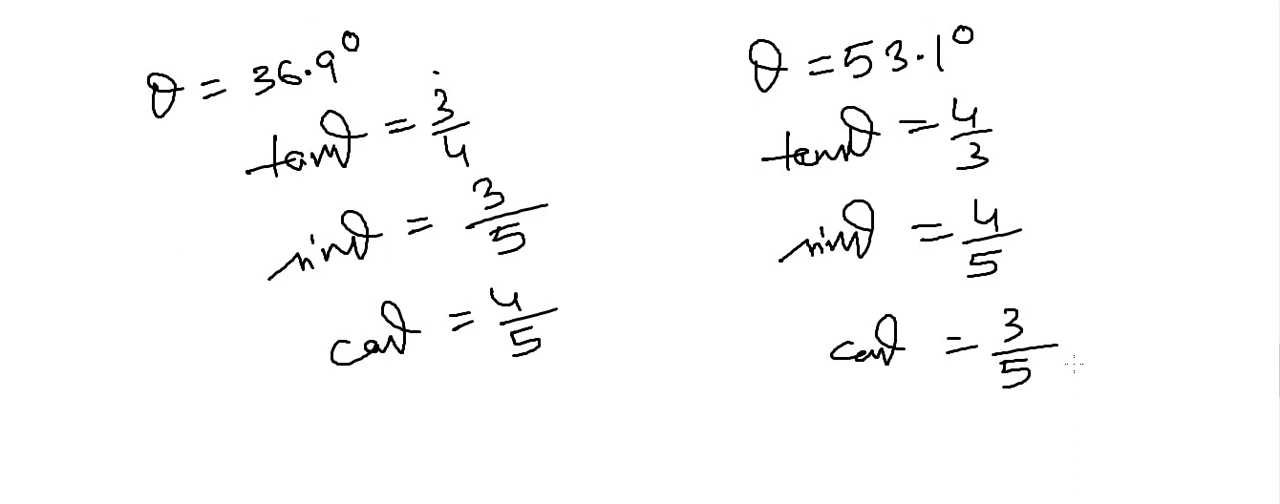 θ = 36.9°
tanθ = 3/4
sinθ = 3/5
cosθ = 4/5
θ = 53.1°
tanθ = 4/3
sinθ = 4/5
cosθ = 3/5